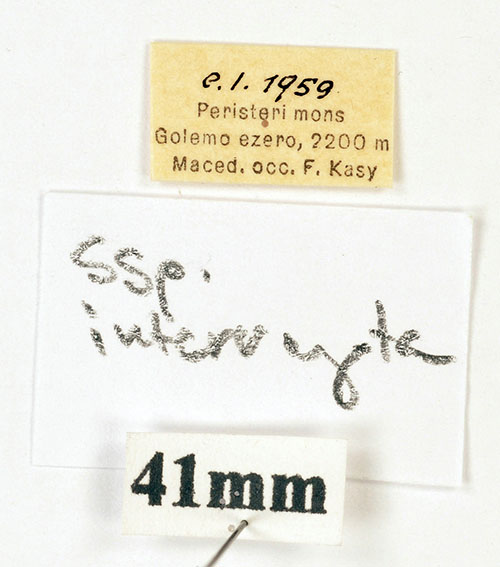 e.l. 1959
Peristeri mons
Golemo ezero, 2200 m
Maced. occ. F. Kasy
ssp.
41mm